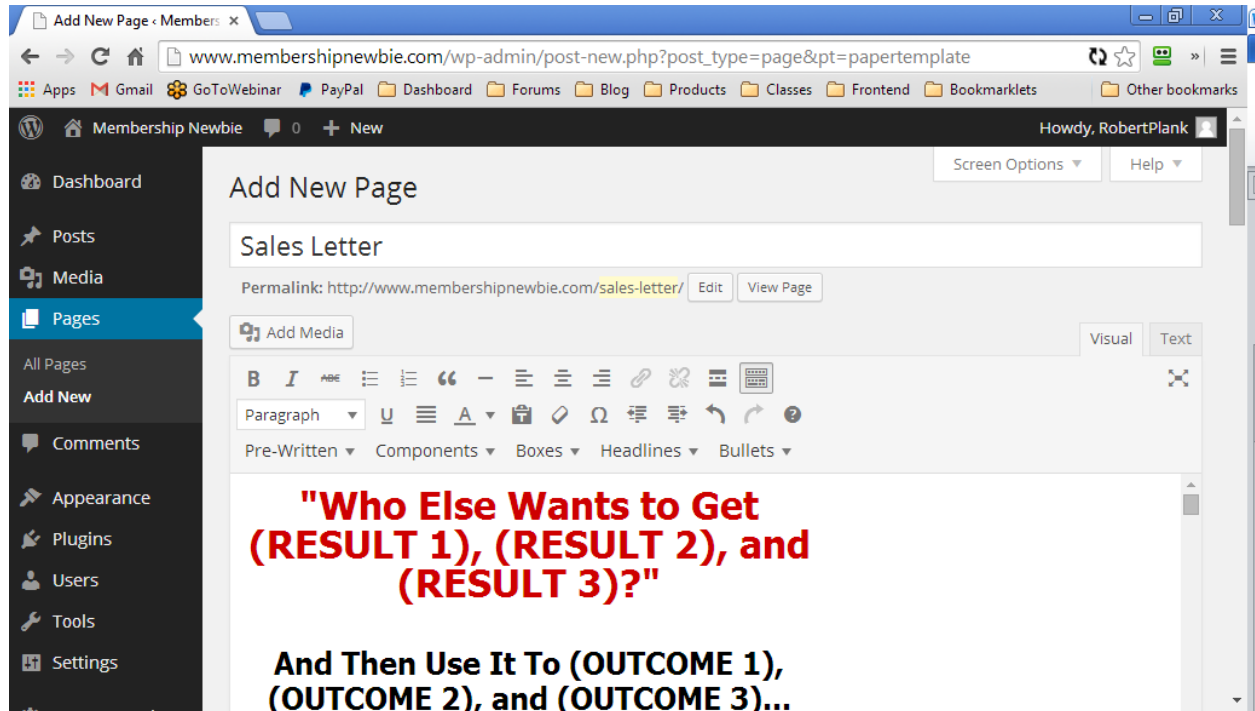 Add New Page ‹ Members
www.membershipnewbie.com/wp-admin/post-new.php?post_type=page&pt=papertemplate
Apps Gmail GoToWebinar PayPal Dashboard Forums Blog Products Classes Frontend Bookmarklets Other bookmarks
Membership Newbie 0 + New Howdy, RobertPlank
Screen Options Help
Dashboard
Add New Page
Posts
Sales Letter
Media
Permalink: http://www.membershipnewbie.com/sales-letter/ Edit View Page
Pages
Add Media
Visual Text
All Pages
Add New
B I ABC
Paragraph U A Ω
Comments
Pre-Written Components Boxes Headlines Bullets
Appearance
Plugins
Users
Tools
Settings
"Who Else Wants to Get
(RESULT 1), (RESULT 2), and
(RESULT 3)?"
And Then Use It To (OUTCOME 1),
(OUTCOME 2), and (OUTCOME 3)...